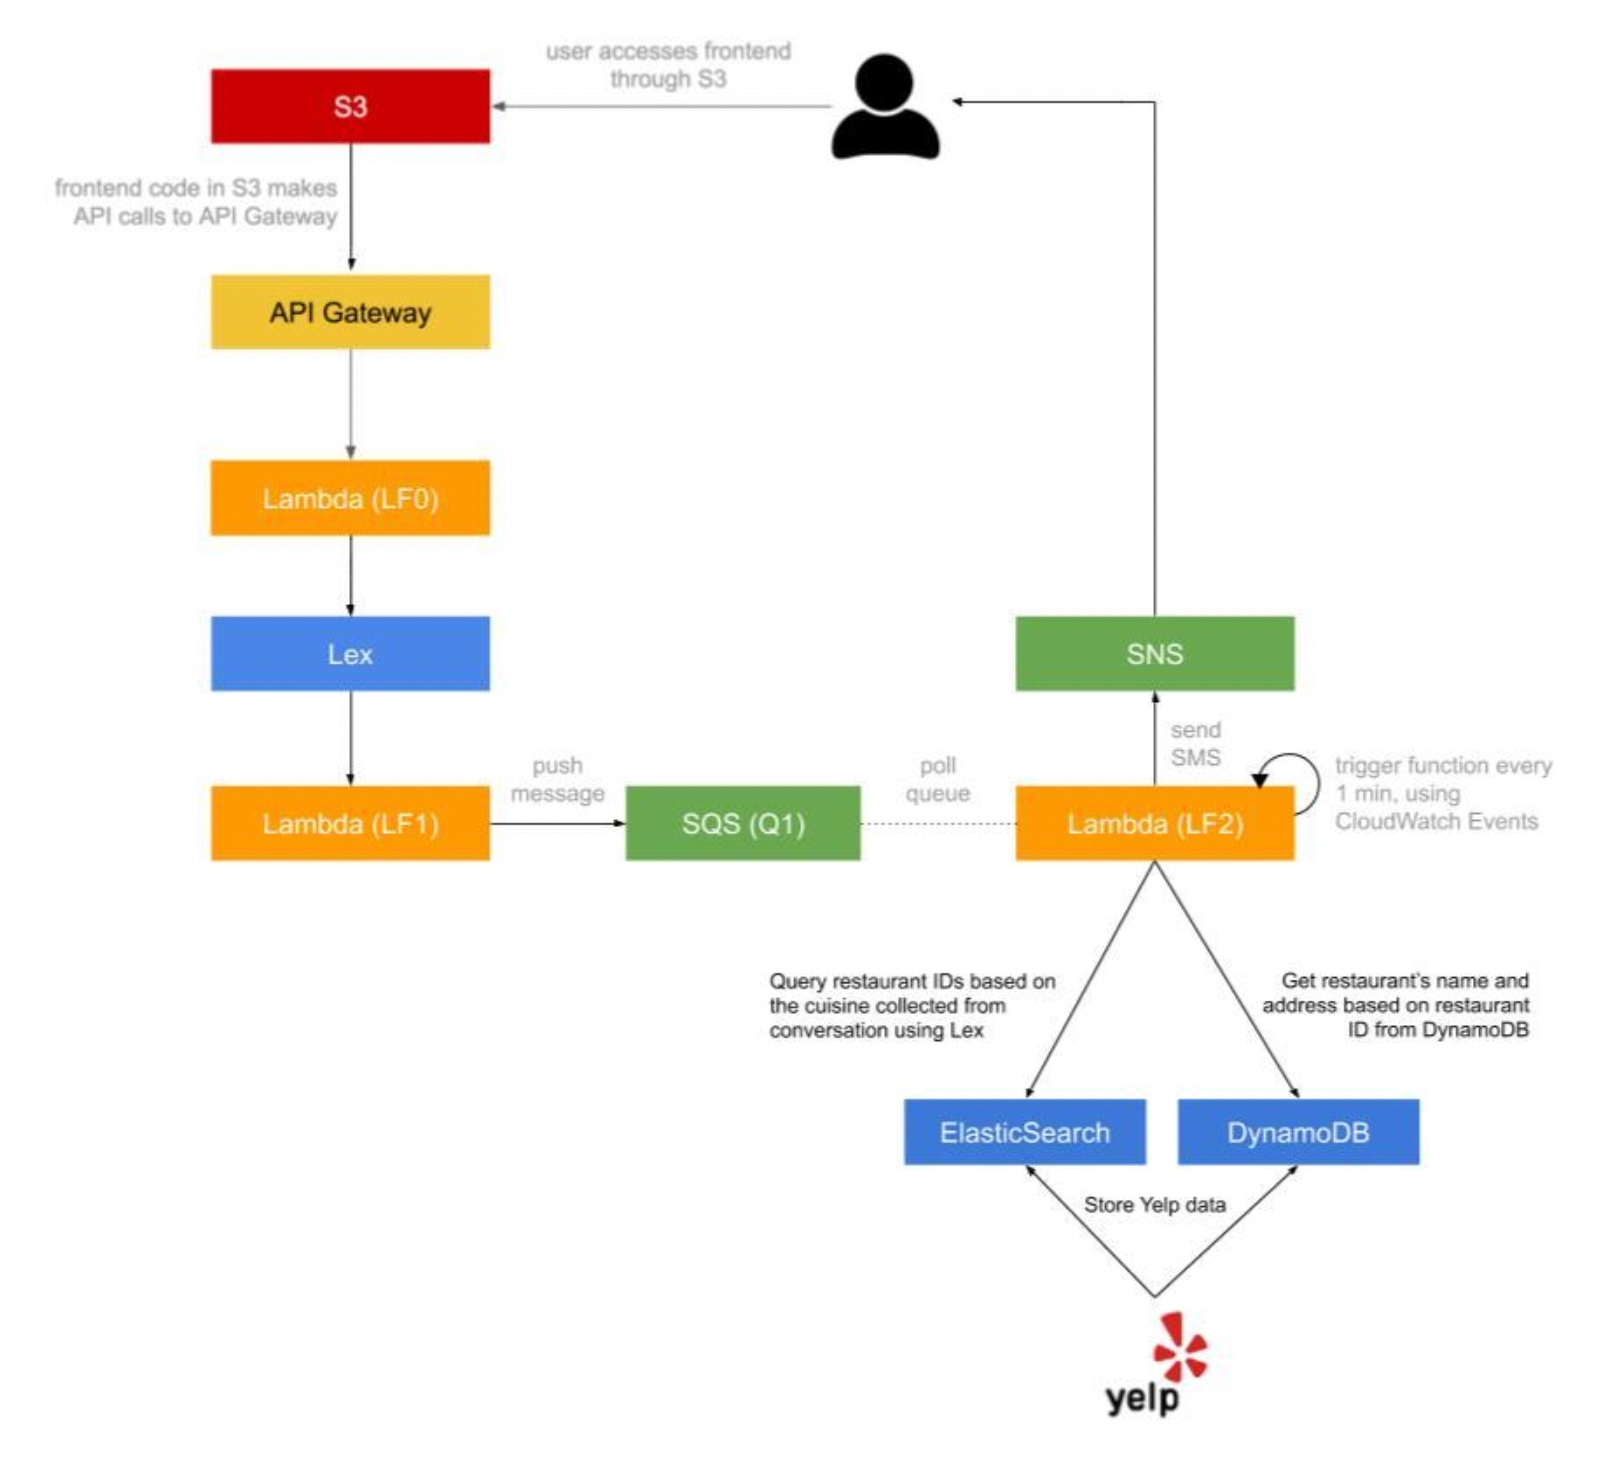 user accesses frontend
through S3
S3
frontend code in S3 makes
API calls to API Gateway
API Gateway
Lambda (LF0)
Lex
SNS
send
SMS
push
message
poll
queue
trigger function every
1 min, using
CloudWatch Events
Lambda (LF1)
SQS (Q1)
Lambda (LF2)
Query restaurant IDs based on
the cuisine collected from
conversation using Lex
Get restaurant's name and
address based on restaurant
ID from DynamoDB
ElasticSearch
DynamoDB
Store Yelp data
yelp